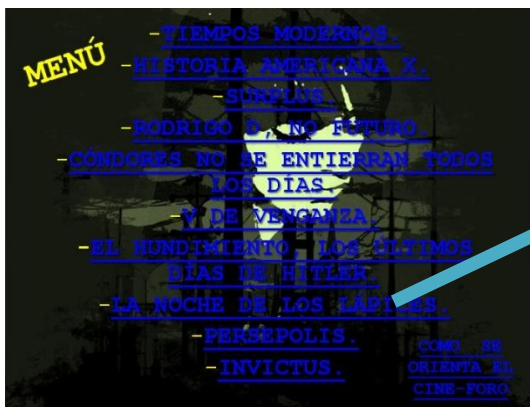 MENÚ
-TIEMPOS MODERNOS.
-HISTORIA AMERICANA X.
-SURPLUS.
-RODRIGO D, NO FUTURO.
-CÓNDORES NO SE ENTIERRAN TODOS
LOS DÍAS.
-V DE VENGANZA.
-EL HUNDIMIENTO, LOS ÚLTIMOS
DÍAS DE HITLER.
-LA NOCHE DE LOS LÁPICES.
-PERSEPOLIS.
-INVICTUS.
COMO SE
ORIENTA EL
CINE-FORO